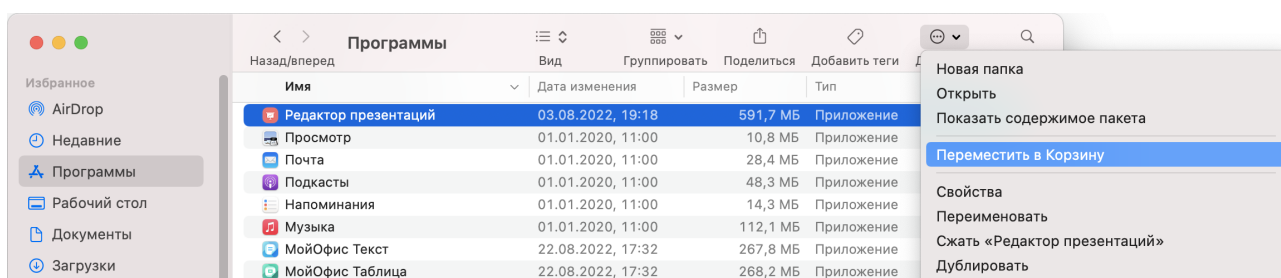 Программы
Назад/вперед
Вид
Группировать
Поделиться
Добавить теги
Избранное
AirDrop
Недавние
Программы
Рабочий стол
Документы
Загрузки
Имя Дата изменения Размер Тип
Редактор презентаций 03.08.2022, 19:18 591,7 МБ Приложение
Просмотр 01.01.2020, 11:00 10,8 МБ Приложение
Почта 01.01.2020, 11:00 28,4 МБ Приложение
Подкасты 01.01.2020, 11:00 48,3 МБ Приложение
Напоминания 01.01.2020, 11:00 14,3 МБ Приложение
Музыка 01.01.2020, 11:00 112,1 МБ Приложение
МойОфис Текст 22.08.2022, 17:32 267,8 МБ Приложение
МойОфис Таблица 22.08.2022, 17:32 268,2 МБ Приложение
Новая папка
Открыть
Показать содержимое пакета
Переместить в Корзину
Свойства
Переименовать
Сжать «Редактор презентаций»
Дублировать